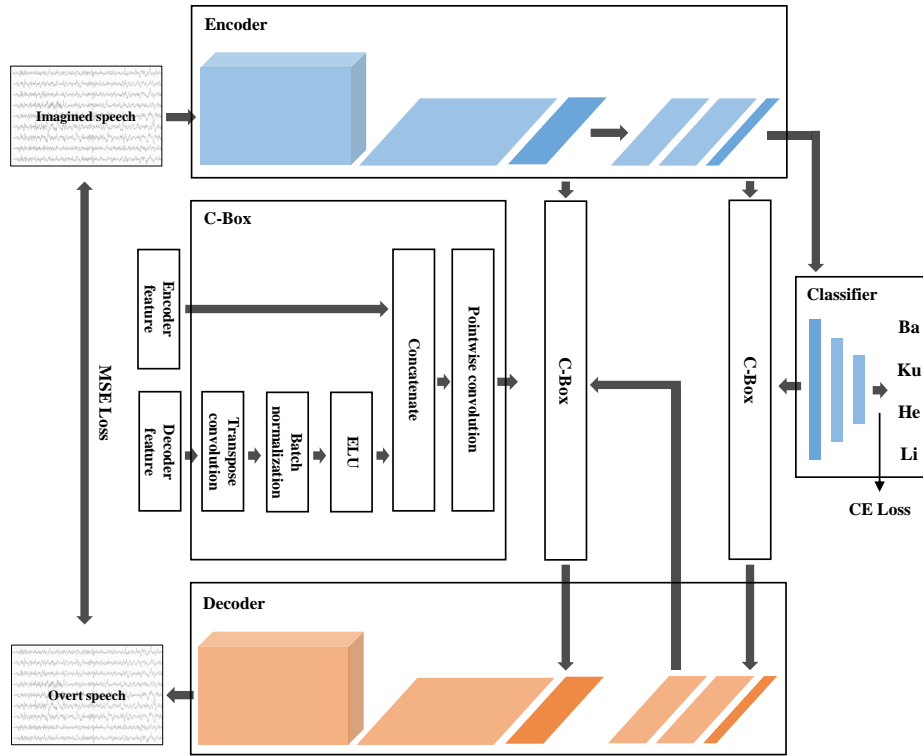 Encoder
Imagined speech
C-Box
Encoder
feature
Decoder
feature
Transpose
convolution
Batch
normalization
ELU
Concatenate
Pointwise convolution
C-Box
C-Box
Classifier
Ba
Ku
He
Li
CE Loss
MSE Loss
Decoder
Overt speech